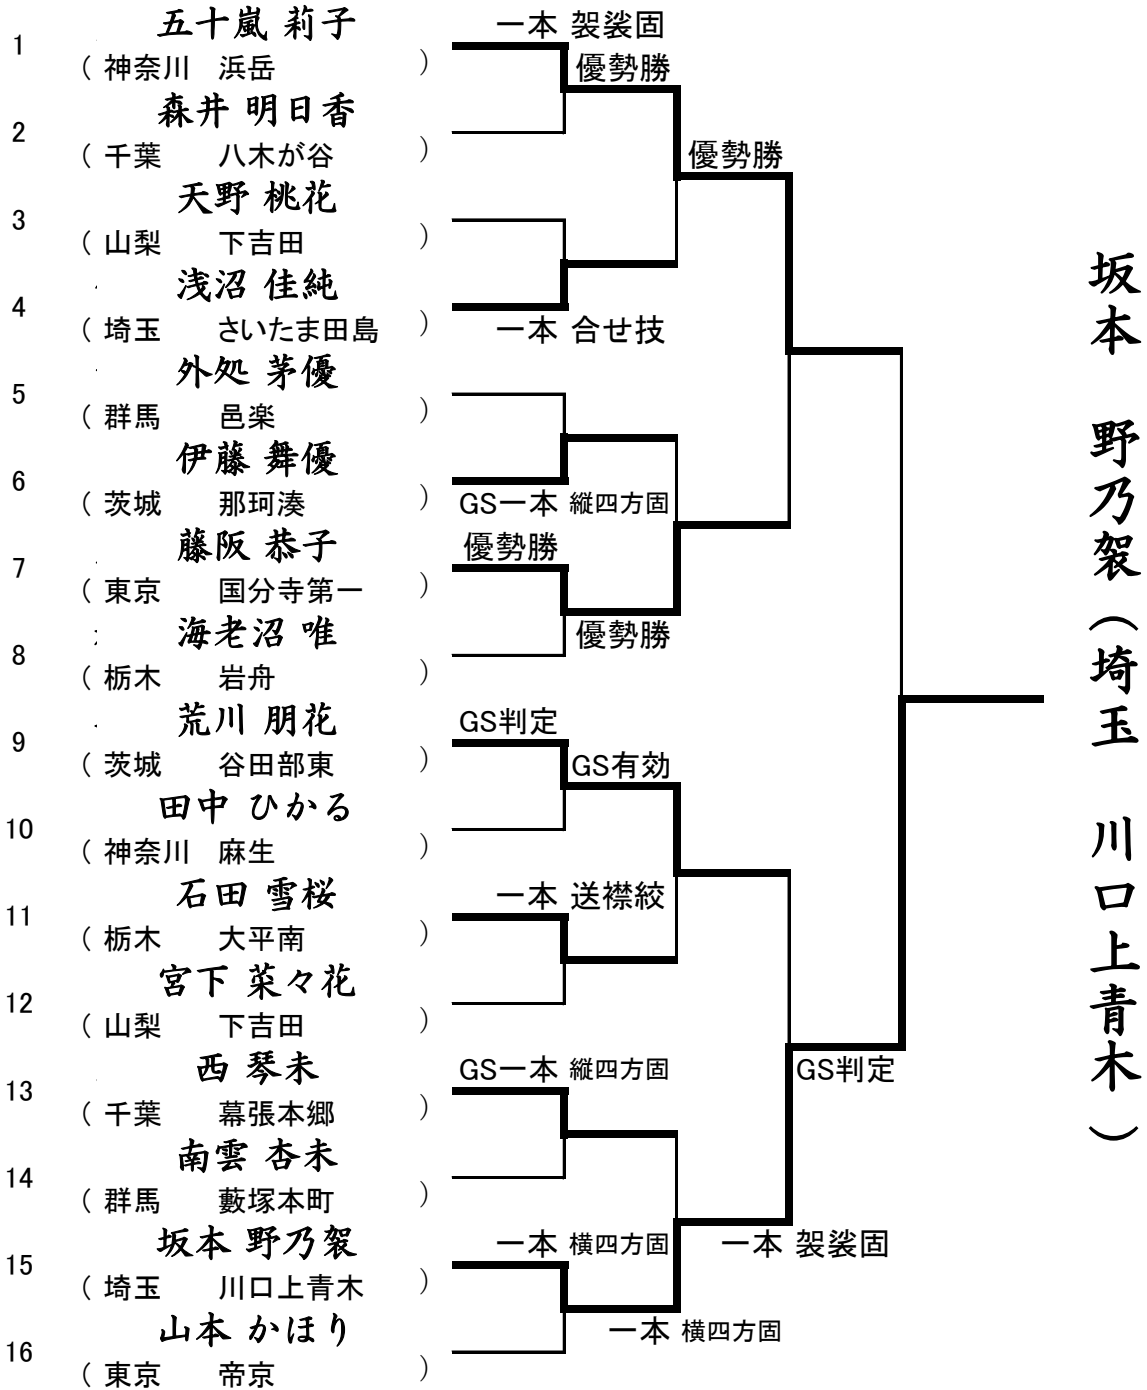 五十嵐 莉子
一本 袈裟固
1
( 神奈川 浜岳 )
優勢勝
森井 明日香
2
( 千葉 八木が谷 )
優勢勝
天野 桃花
3
( 山梨 下吉田 )
浅沼 佳純
4
( 埼玉 さいたま田島 )
一本 合せ技
外処 茅優
5
( 群馬 邑楽 )
伊藤 舞優
6
( 茨城 那珂湊 )
GS一本 縦四方固
藤阪 恭子
優勢勝
7
( 東京 国分寺第一 )
海老沼 唯
優勢勝
8
( 栃木 岩舟 )
荒川 朋花
GS判定
9
( 茨城 谷田部東 )
GS有効
田中 ひかる
10
( 神奈川 麻生 )
石田 雪桜
一本 送襟絞
11
( 栃木 大平南 )
宮下 菜々花
12
( 山梨 下吉田 )
西 琴未
GS一本 縦四方固
GS判定
13
( 千葉 幕張本郷 )
南雲 杏未
14
( 群馬 藪塚本町 )
坂本 野乃袈
一本 横四方固
一本 袈裟固
15
( 埼玉 川口上青木 )
山本 かほり
一本 横四方固
16
( 東京 帝京 )
坂本 野乃袈（埼玉 川口上青木）